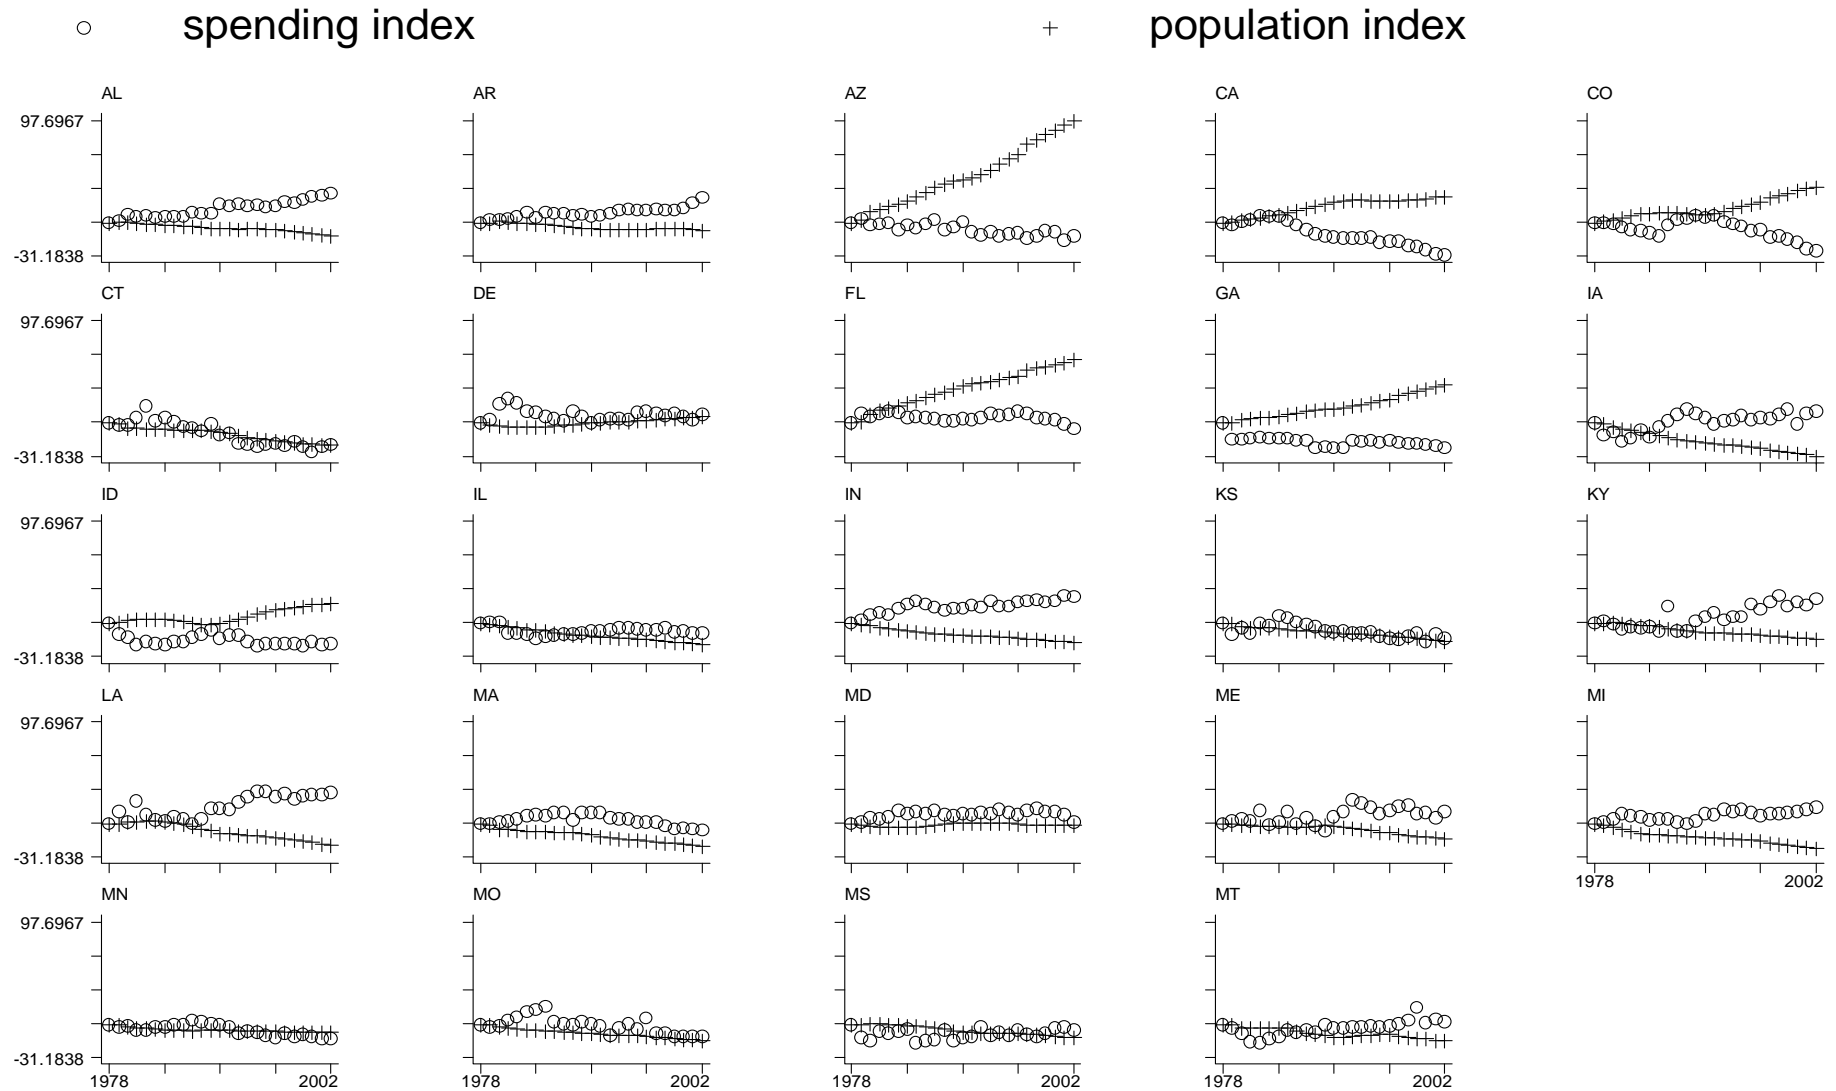 spending index population index
AL AR AZ CA CO
97.6967
-31.1838
CT DE FL GA IA
97.6967
-31.1838
ID IL IN KS KY
97.6967
-31.1838
LA MA MD ME MI
97.6967
-31.1838
1978 2002
MN MO MS MT
97.6967
-31.1838
1978 2002 1978 2002 1978 2002 1978 2002